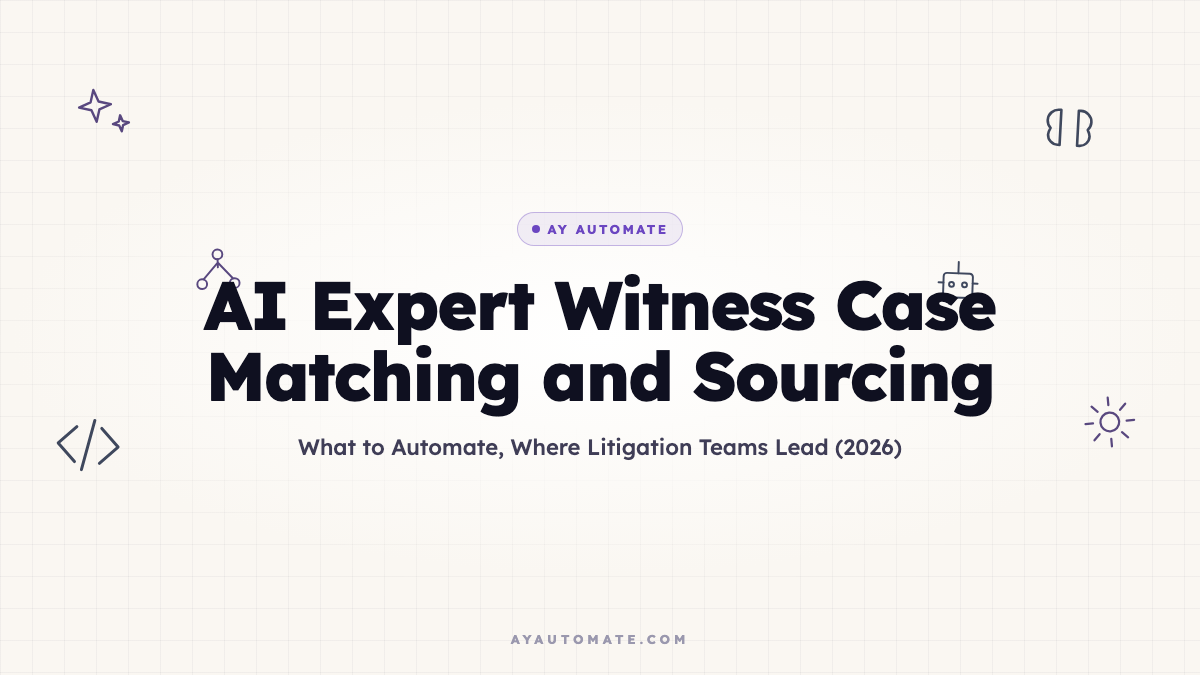 AY AUTOMATE
AI Expert Witness Case
Matching and Sourcing
What to Automate, Where Litigation Teams Lead (2026)
AYAUTOMATE.COM